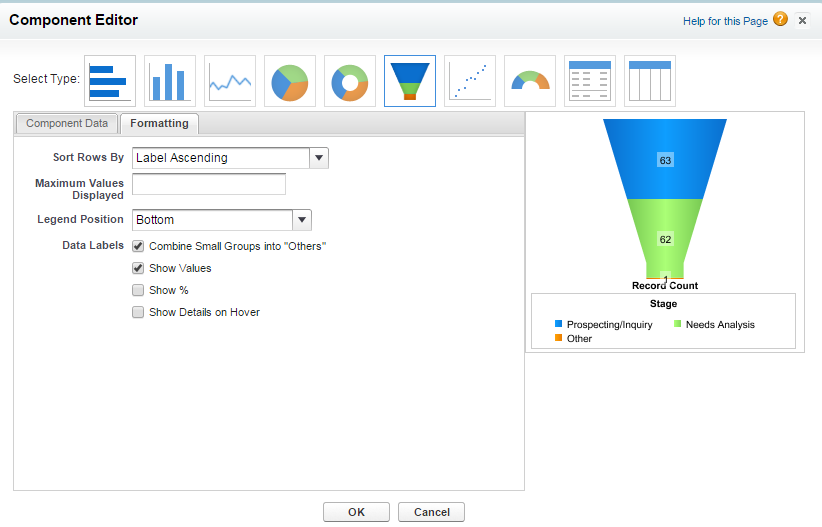 Component Editor
Help for this Page ?
Select Type:
Component Data
Formatting
Sort Rows By Label Ascending
Maximum Values
Displayed
Legend Position Bottom
Data Labels Combine Small Groups into "Others"
Show Values
Show %
Show Details on Hover
63
62
1
Record Count
Stage
Prospecting/Inquiry Needs Analysis
Other
OK Cancel